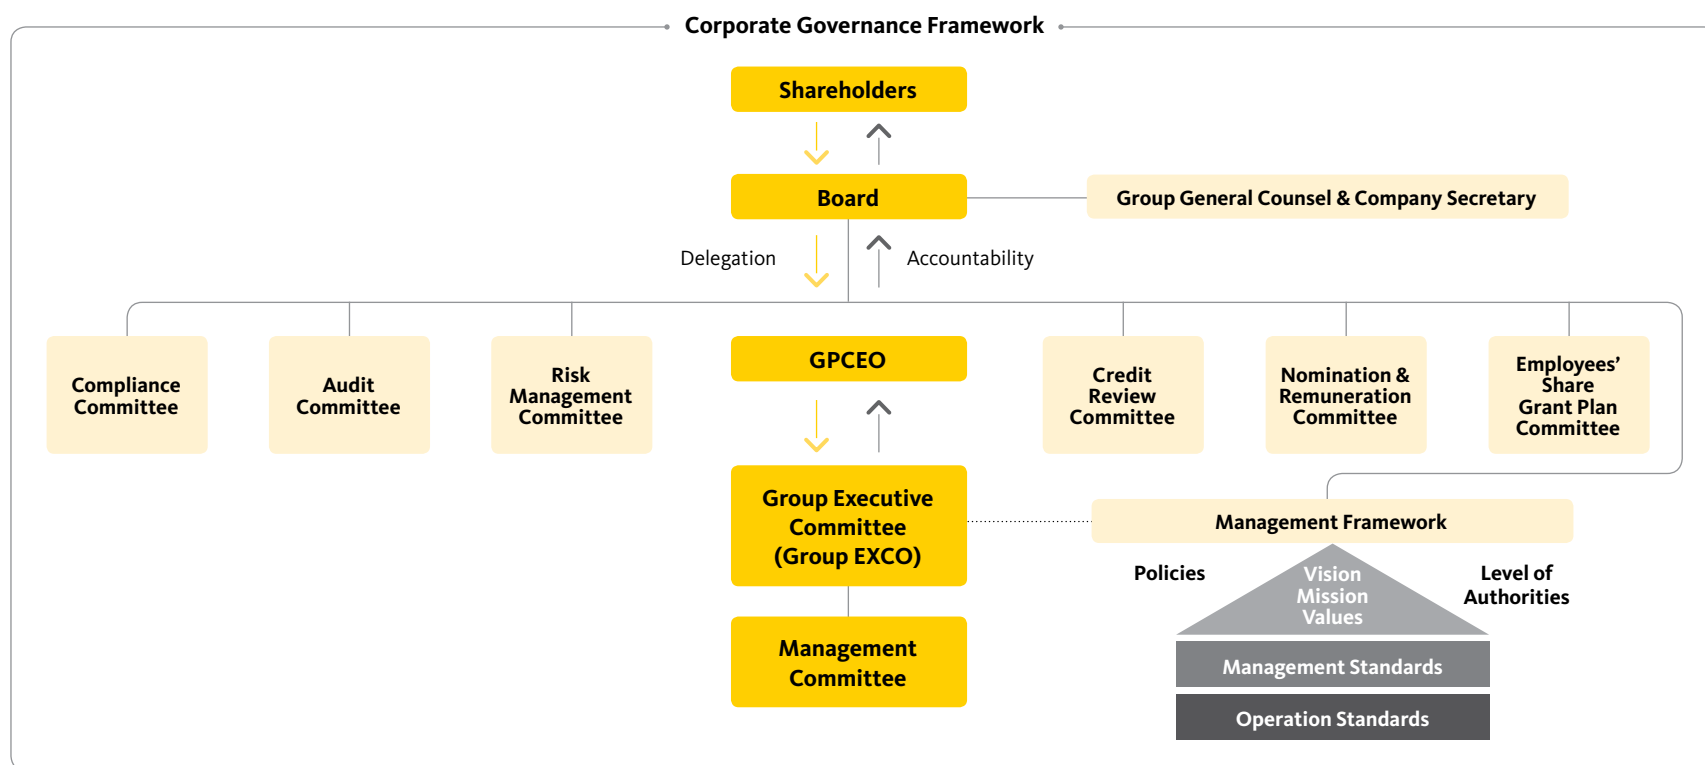 Corporate Governance Framework
Shareholders
Board
Group General Counsel & Company Secretary
Delegation
Accountability
Compliance
Committee
Audit
Committee
Risk
Management
Committee
GPCEO
Credit
Review
Committee
Nomination &
Remuneration
Committee
Employees’
Share
Grant Plan
Committee
Group Executive
Committee
(Group EXCO)
Management Framework
Policies
Vision
Mission
Values
Level of
Authorities
Management
Committee
Management Standards
Operation Standards